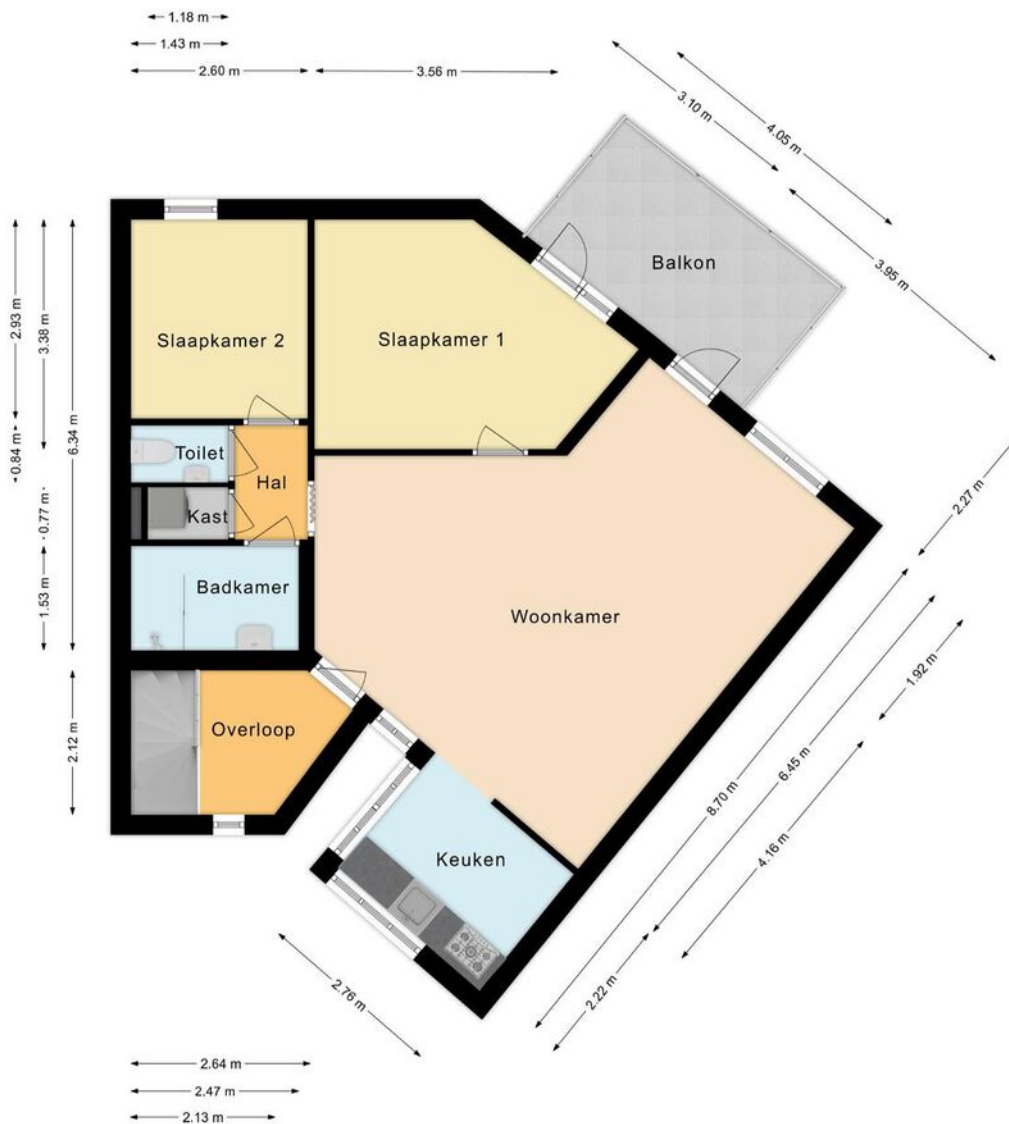 1.18 m
1.43 m
2.60 m
3.56 m
3.10 m
4.05 m
3.95 m
2.93 m
3.38 m
6.34 m
0.84 m
0.77 m
1.53 m
2.12 m
Balkon
Slaapkamer 2
Slaapkamer 1
Toilet
Hal
Kast
Badkamer
Woonkamer
Overloop
Keuken
2.27 m
1.92 m
6.45 m
8.70 m
4.16 m
2.22 m
2.76 m
2.64 m
2.47 m
2.13 m